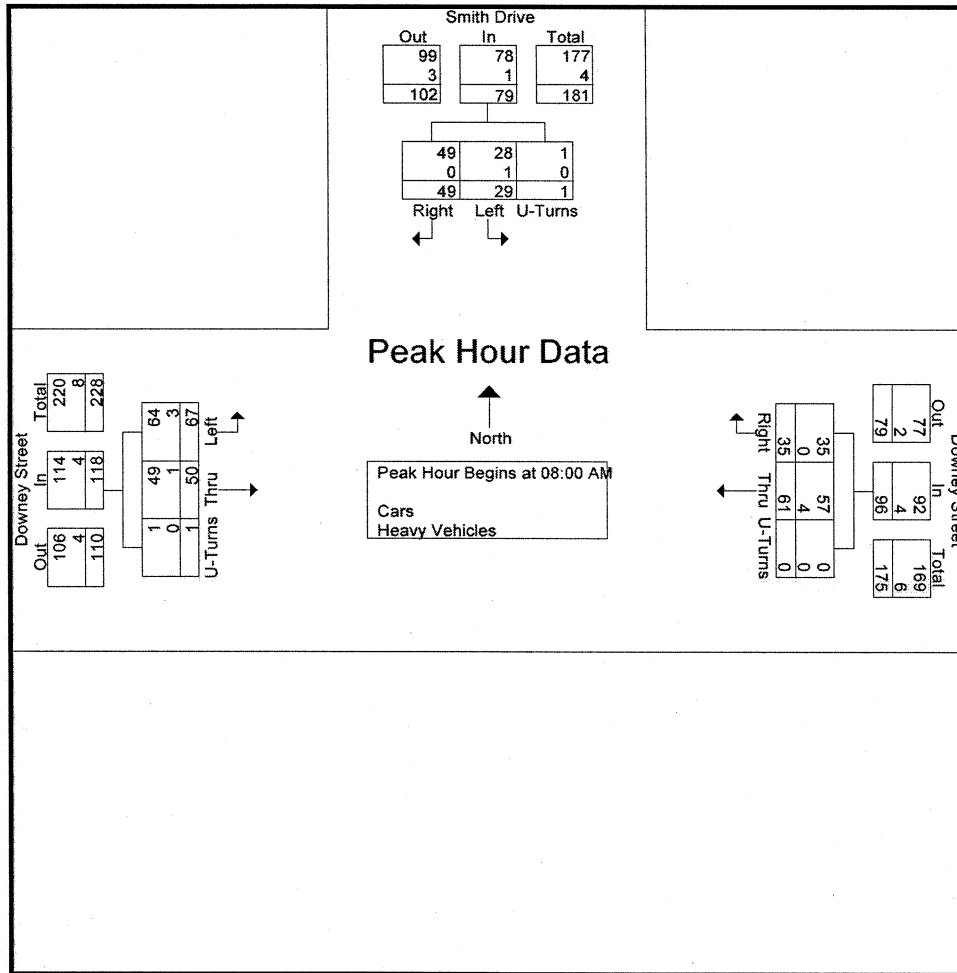 Smith Drive
Out In Total
99 78 177
3 1 4
102 79 181
49 28 1
0 1 0
49 29 1
Right Left U-Turns
Peak Hour Data
North
Peak Hour Begins at 08:00 AM
Cars
Heavy Vehicles
Downey Street
Out In Total
106 114 220
4 4 8
110 118 228
U-Turns Thru Left
1 49 64
0 1 3
1 50 67
Downey Street
Out In Total
77 92 169
2 4 6
79 96 175
35 57 0
0 4 0
35 61 0
Right Thru U-Turns